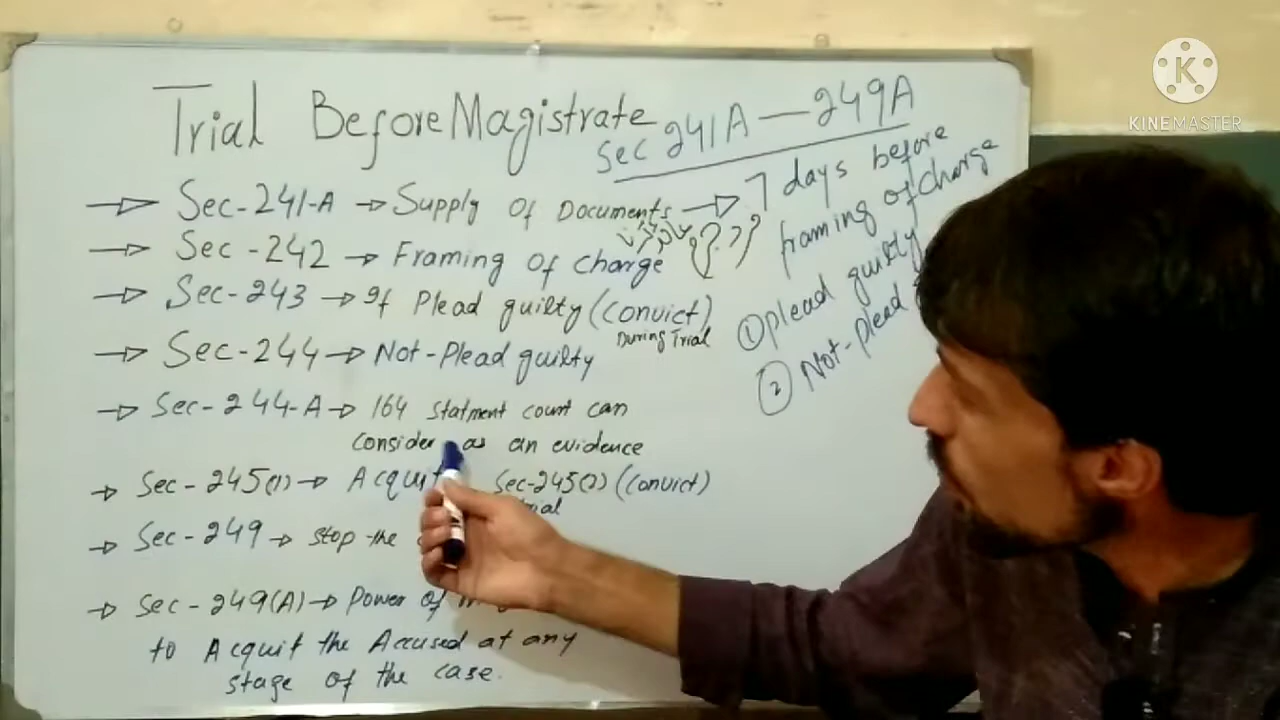 Trial Before Magistrate
Sec 241A — 249A
Sec-241-A → Supply of Documents → 7 days before
framing of charge
Sec-242 → Framing of charge
① plead guilty
Sec-243 → If Plead guilty (Convict)
During Trial
② Not-plead
Sec-244 → Not-Plead guilty
Sec-244-A → 164 statment court can
Consider as an evidence
Sec-245(1) → Acquit Sec-245(2) (Convict)
Sec-249 → stop the
Sec-249(A) → Power of
to Acquit the Accused at any
stage of the case.
KINEMASTER